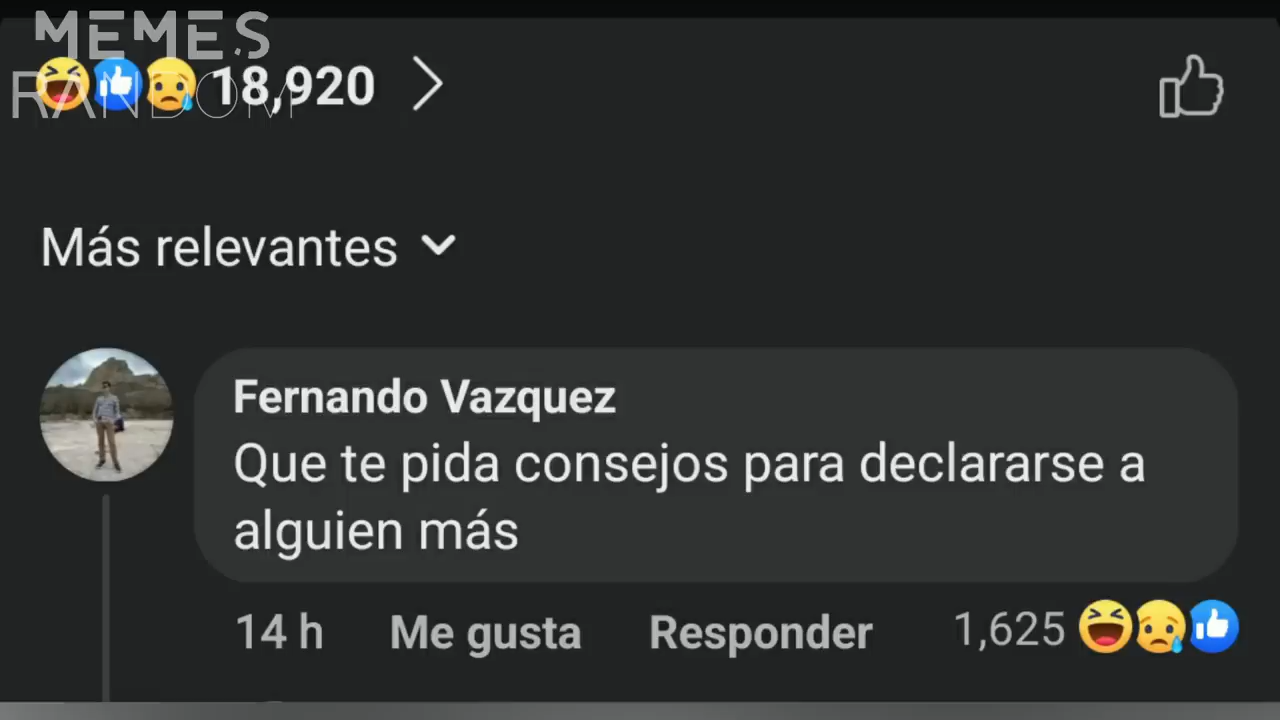 MEMES
RANDOM
18,920
Más relevantes
Fernando Vazquez
Que te pida consejos para declararse a
alguien más
14 h Me gusta Responder 1,625